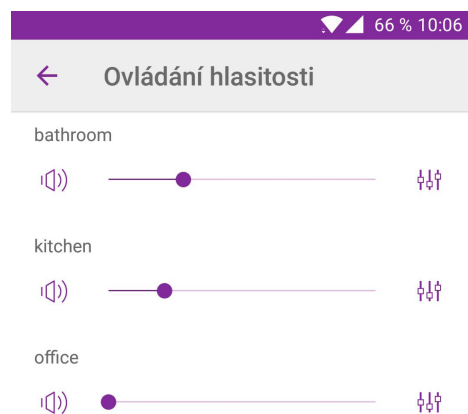 66 % 10:06
Ovládání hlasitosti
bathroom
kitchen
office